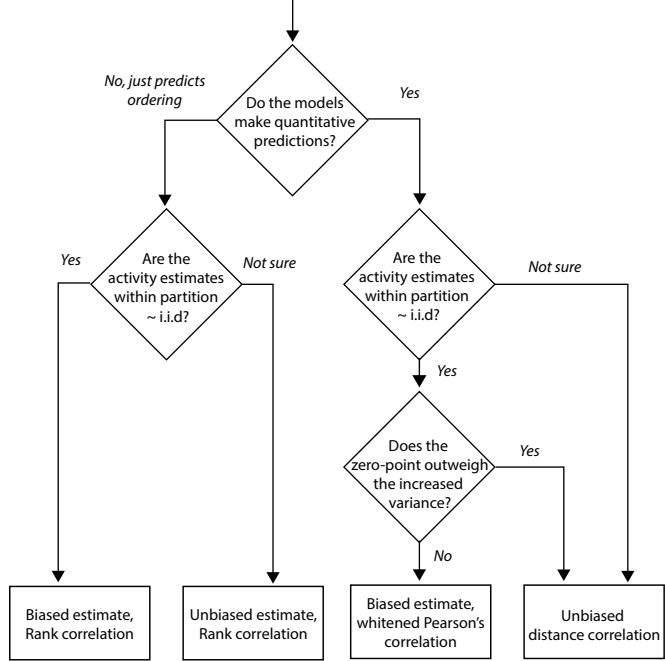 No, just predicts
ordering
Yes
Do the models
make quantitative
predictions?
Yes
Are the
activity estimates
within partition
~ i.i.d?
Not sure
Are the
activity estimates
within partition
~ i.i.d?
Not sure
Yes
Does the
zero-point outweigh
the increased
variance?
Yes
No
Biased estimate,
Rank correlation
Unbiased estimate,
Rank correlation
Biased estimate,
whitened Pearson's
correlation
Unbiased
distance correlation